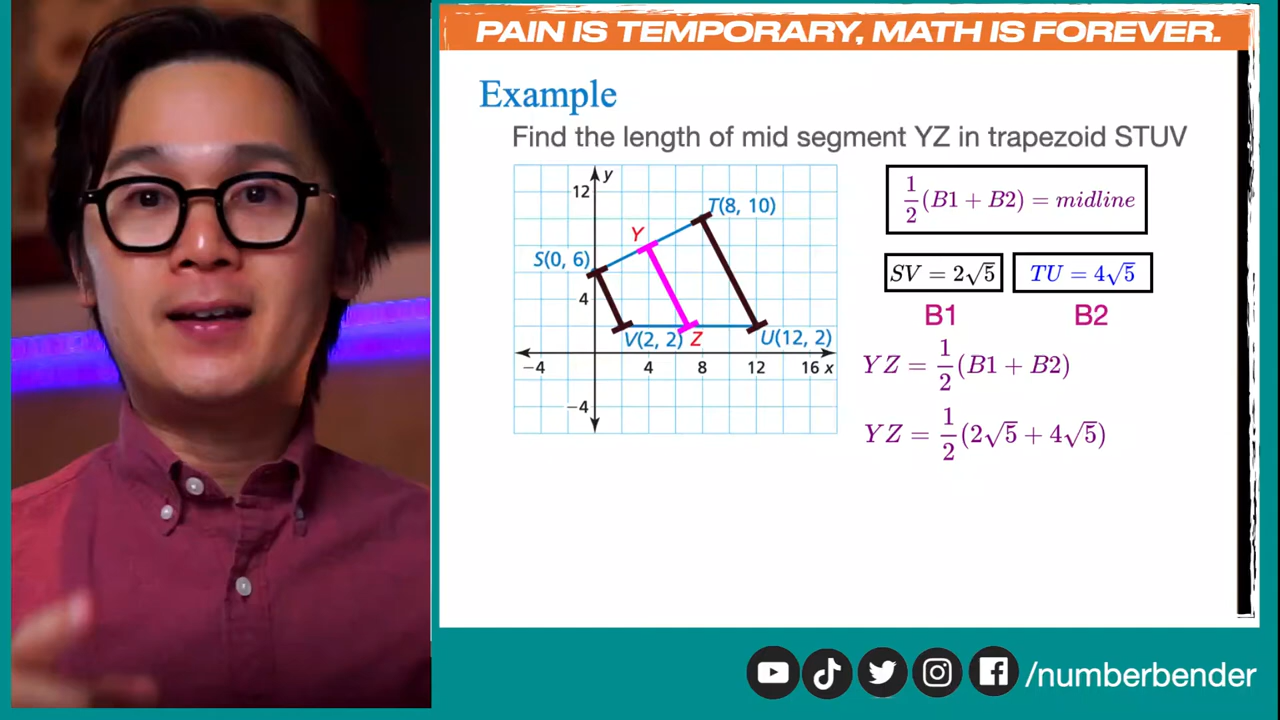 PAIN IS TEMPORARY, MATH IS FOREVER.
Example
Find the length of mid segment YZ in trapezoid STUV
y
12
T(8, 10)
Y
S(0, 6)
4
V(2, 2)
Z
U(12, 2)
−4
4
8
12
16
x
−4
1/2(B1 + B2) = midline
SV = 2√5
TU = 4√5
B1
B2
YZ = 1/2(B1 + B2)
YZ = 1/2(2√5 + 4√5)
/numberbender